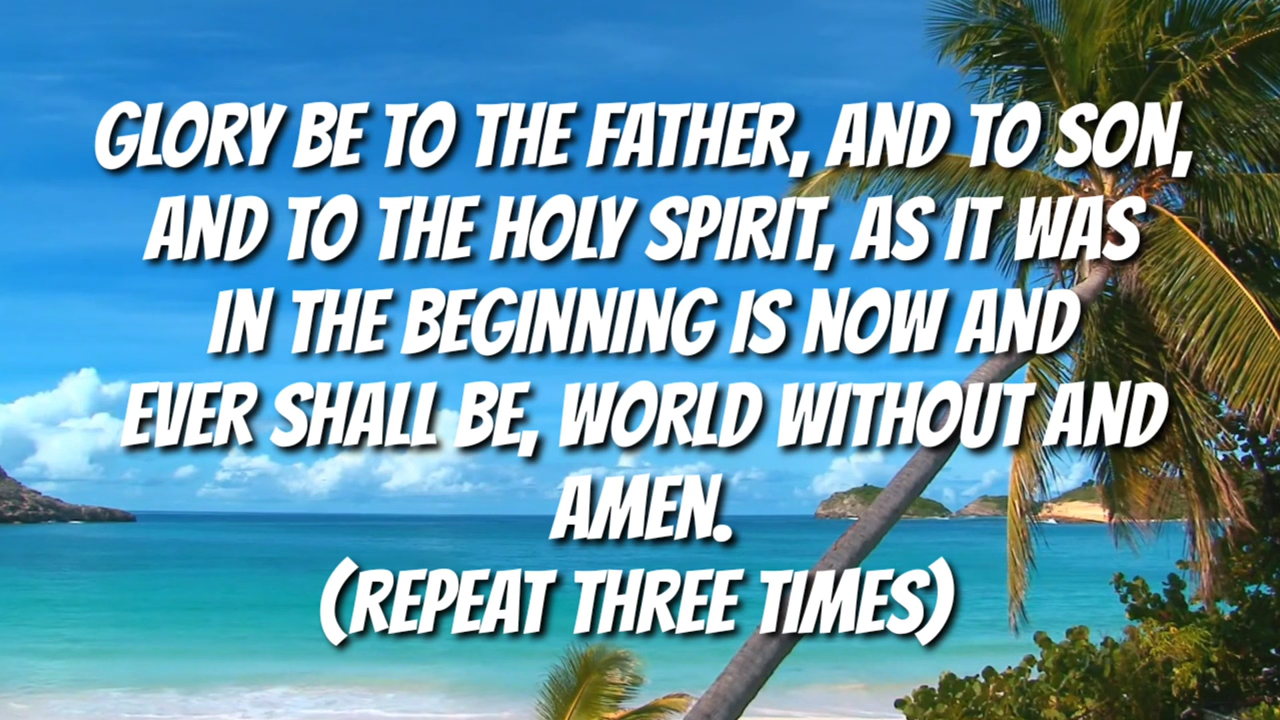 GLORY BE TO THE FATHER, AND TO SON,
AND TO THE HOLY SPIRIT, AS IT WAS
IN THE BEGINNING IS NOW AND
EVER SHALL BE, WORLD WITHOUT AND
AMEN.
(REPEAT THREE TIMES)